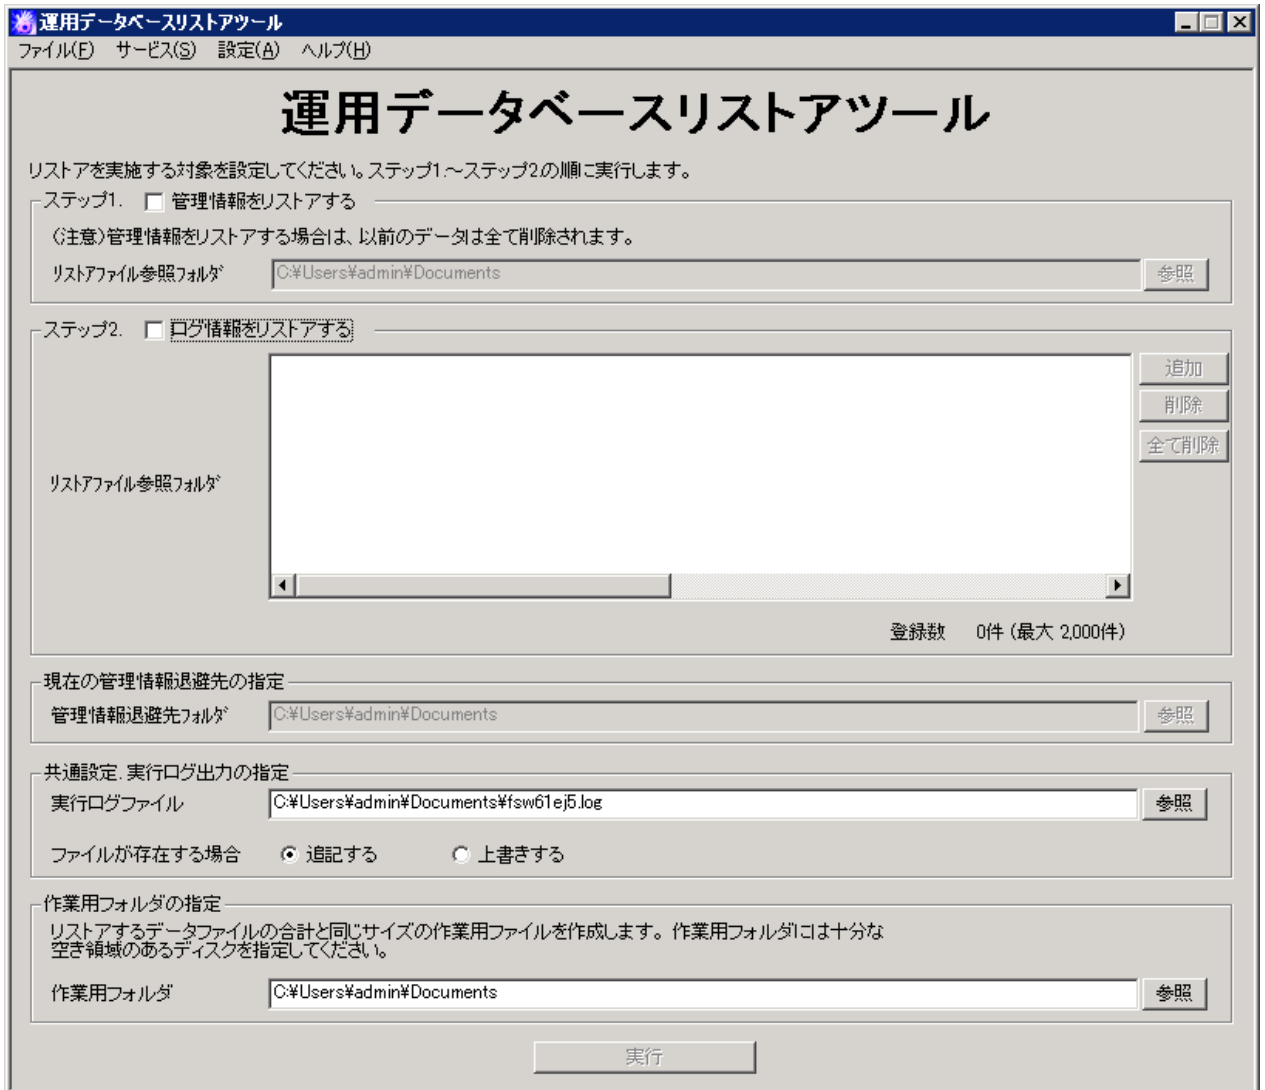 運用データベースリストアツール
ファイル(F) サービス(S) 設定(A) ヘルプ(H)
運用データベースリストアツール
リストアを実施する対象を設定してください。ステップ1.～ステップ2.の順に実行します。
ステップ1. 管理情報をリストアする
(注意)管理情報をリストアする場合は、以前のデータは全て削除されます。
リストアファイル参照フォルダ C:¥Users¥admin¥Documents 参照
ステップ2. ログ情報をリストアする
追加
削除
全て削除
リストアファイル参照フォルダ
登録数 0件 (最大 2,000件)
現在の管理情報退避先の指定
管理情報退避先フォルダ C:¥Users¥admin¥Documents 参照
共通設定. 実行ログ出力の指定
実行ログファイル C:¥Users¥admin¥Documents¥fsw61ej5.log 参照
ファイルが存在する場合 追記する 上書きする
作業用フォルダの指定
リストアするデータファイルの合計と同じサイズの作業用ファイルを作成します。作業用フォルダには十分な
空き領域のあるディスクを指定してください。
作業用フォルダ C:¥Users¥admin¥Documents 参照
実行